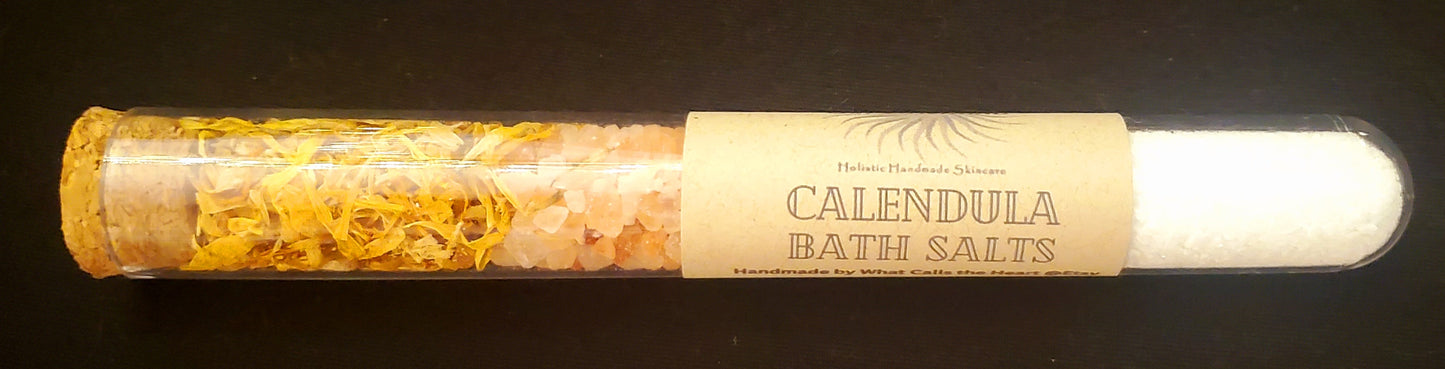 Holistic Handmade Skincare
CALENDULA
BATH SALTS
Handmade by What Calls the Heart @Etsy